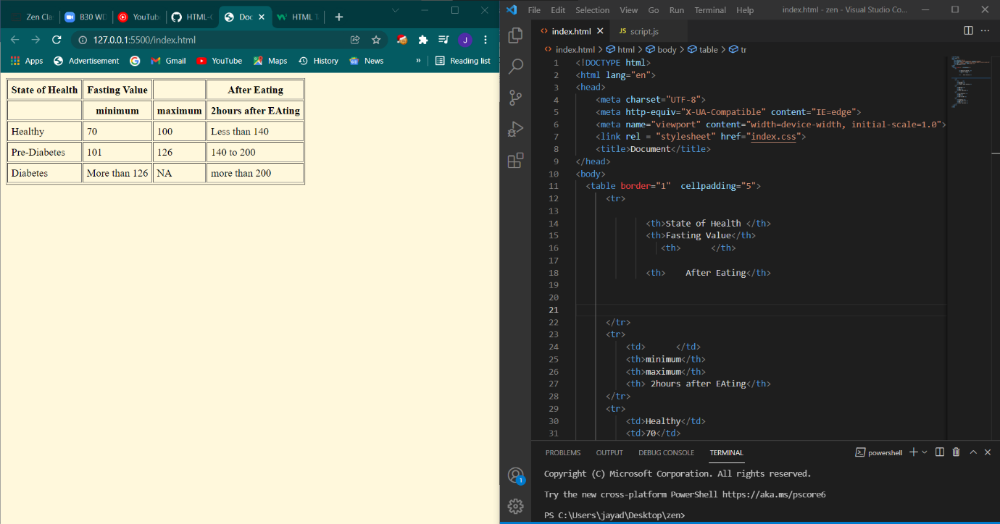 Zen Cla
B30 WD
YouTub
HTML-
Doc
HTML T
127.0.0.1:5500/index.html
J
Apps
Advertisement
Gmail
YouTube
Maps
History
News
»
Reading list
State of Health Fasting Value After Eating
minimum maximum 2hours after EAting
Healthy 70 100 Less than 140
Pre-Diabetes 101 126 140 to 200
Diabetes More than 126 NA more than 200
File Edit Selection View Go Run Terminal Help index.html - zen - Visual Studio Co...
<> index.html JS script.js
<> index.html > html > body > table > tr
1 <!DOCTYPE html>
2 <html lang="en">
3 <head>
4 <meta charset="UTF-8">
5 <meta http-equiv="X-UA-Compatible" content="IE=edge">
6 <meta name="viewport" content="width=device-width, initial-scale=1.0">
7 <link rel = "stylesheet" href="index.css">
8 <title>Document</title>
9 </head>
10 <body>
11 <table border="1"  cellpadding="5">
12 <tr>
13
14 <th>State of Health </th>
15 <th>Fasting Value</th>
16 <th>      </th>
17
18 <th>    After Eating</th>
19
20
21
22 </tr>
23 <tr>
24 <td>      </td>
25 <th>minimum</th>
26 <th>maximum</th>
27 <th> 2hours after EAting</th>
28 </tr>
29 <tr>
30 <td>Healthy</td>
31 <td>70</td>
PROBLEMS OUTPUT DEBUG CONSOLE TERMINAL powershell
Copyright (C) Microsoft Corporation. All rights reserved.
Try the new cross-platform PowerShell https://aka.ms/pscore6
PS C:\Users\jayad\Desktop\zen>
1